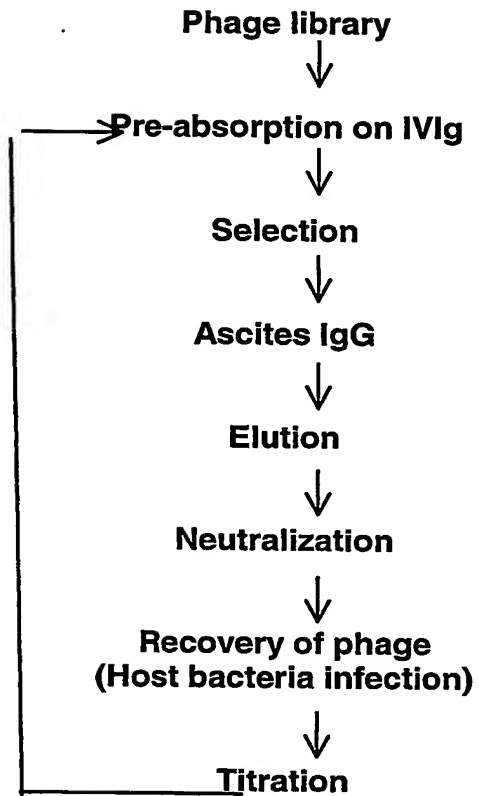 Phage library
Pre-absorption on IVIg
Selection
Ascites IgG
Elution
Neutralization
Recovery of phage
(Host bacteria infection)
Titration